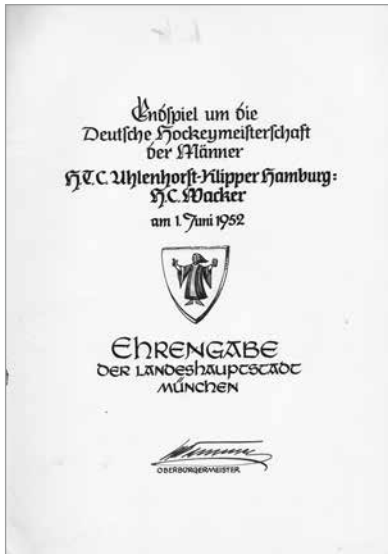 Endspiel um die
Deutsche Hockeymeisterschaft
der Männer
H.T.C. Uhlenhorst-Klipper Hamburg:
H.C. Wacker
am 1. Juni 1952
EHRENGABE
DER LANDESHAUPTSTADT
MÜNCHEN
OBERBÜRGERMEISTER